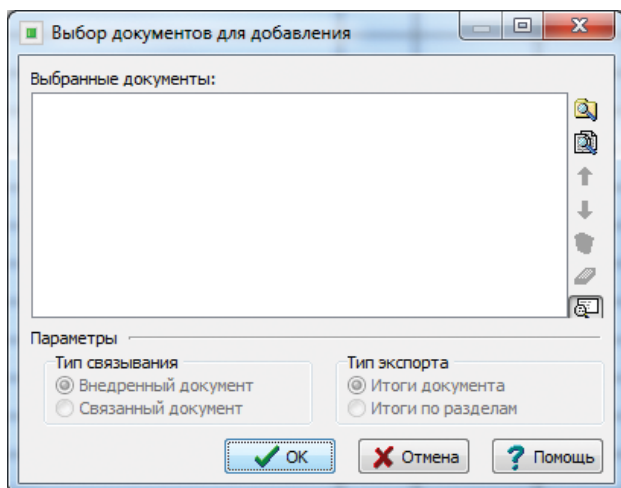 Выбор документов для добавления
Выбранные документы:
Параметры
Тип связывания
Внедренный документ
Связанный документ
Тип экспорта
Итоги документа
Итоги по разделам
OK
Отмена
? Помощь